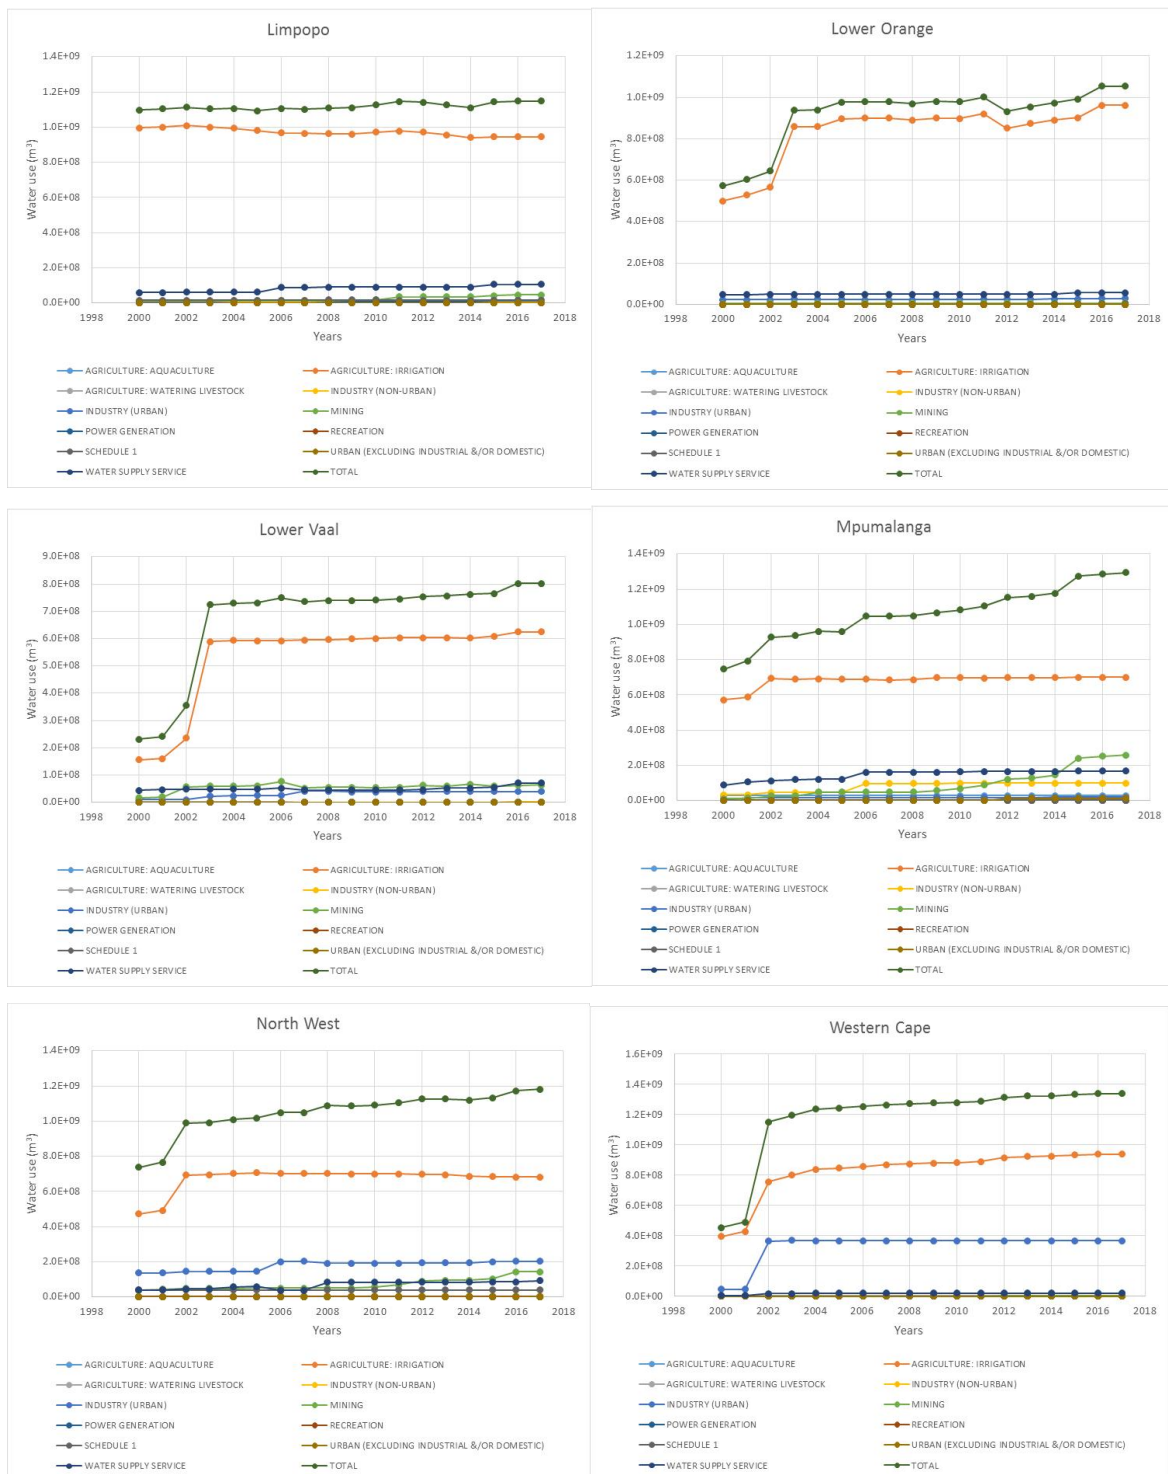 Limpopo
1.4E+09
1.2E+09
1.0E+09
8.0E+08
6.0E+08
4.0E+08
2.0E+08
0.0E+00
Water use (m³)
1998 2000 2002 2004 2006 2008 2010 2012 2014 2016 2018
Years
AGRICULTURE: AQUACULTURE AGRICULTURE: IRRIGATION
AGRICULTURE: WATERING LIVESTOCK INDUSTRY (NON-URBAN)
INDUSTRY (URBAN) MINING
POWER GENERATION RECREATION
SCHEDULE 1 URBAN (EXCLUDING INDUSTRIAL &/OR DOMESTIC)
WATER SUPPLY SERVICE TOTAL
Lower Orange
1.2E+09
1.0E+09
8.0E+08
6.0E+08
4.0E+08
2.0E+08
0.0E+00
Water use (m³)
1998 2000 2002 2004 2006 2008 2010 2012 2014 2016 2018
Years
AGRICULTURE: AQUACULTURE AGRICULTURE: IRRIGATION
AGRICULTURE: WATERING LIVESTOCK INDUSTRY (NON-URBAN)
INDUSTRY (URBAN) MINING
POWER GENERATION RECREATION
SCHEDULE 1 URBAN (EXCLUDING INDUSTRIAL &/OR DOMESTIC)
WATER SUPPLY SERVICE TOTAL
Lower Vaal
9.0E+08
8.0E+08
7.0E+08
6.0E+08
5.0E+08
4.0E+08
3.0E+08
2.0E+08
1.0E+08
0.0E+00
Water use (m³)
1998 2000 2002 2004 2006 2008 2010 2012 2014 2016 2018
Years
AGRICULTURE: AQUACULTURE AGRICULTURE: IRRIGATION
AGRICULTURE: WATERING LIVESTOCK INDUSTRY (NON-URBAN)
INDUSTRY (URBAN) MINING
POWER GENERATION RECREATION
SCHEDULE 1 URBAN (EXCLUDING INDUSTRIAL &/OR DOMESTIC)
WATER SUPPLY SERVICE TOTAL
Mpumalanga
1.4E+09
1.2E+09
1.0E+09
8.0E+08
6.0E+08
4.0E+08
2.0E+08
0.0E+00
Water use (m³)
1998 2000 2002 2004 2006 2008 2010 2012 2014 2016 2018
Years
AGRICULTURE: AQUACULTURE AGRICULTURE: IRRIGATION
AGRICULTURE: WATERING LIVESTOCK INDUSTRY (NON-URBAN)
INDUSTRY (URBAN) MINING
POWER GENERATION RECREATION
SCHEDULE 1 URBAN (EXCLUDING INDUSTRIAL &/OR DOMESTIC)
WATER SUPPLY SERVICE TOTAL
North West
1.4E+09
1.2E+09
1.0E+09
8.0E+08
6.0E+08
4.0E+08
2.0E+08
0.0E+00
Water use (m³)
1998 2000 2002 2004 2006 2008 2010 2012 2014 2016 2018
Years
AGRICULTURE: AQUACULTURE AGRICULTURE: IRRIGATION
AGRICULTURE: WATERING LIVESTOCK INDUSTRY (NON-URBAN)
INDUSTRY (URBAN) MINING
POWER GENERATION RECREATION
SCHEDULE 1 URBAN (EXCLUDING INDUSTRIAL &/OR DOMESTIC)
WATER SUPPLY SERVICE TOTAL
Western Cape
1.6E+09
1.4E+09
1.2E+09
1.0E+09
8.0E+08
6.0E+08
4.0E+08
2.0E+08
0.0E+00
Water use (m³)
1998 2000 2002 2004 2006 2008 2010 2012 2014 2016 2018
Years
AGRICULTURE: AQUACULTURE AGRICULTURE: IRRIGATION
AGRICULTURE: WATERING LIVESTOCK INDUSTRY (NON-URBAN)
INDUSTRY (URBAN) MINING
POWER GENERATION RECREATION
SCHEDULE 1 URBAN (EXCLUDING INDUSTRIAL &/OR DOMESTIC)
WATER SUPPLY SERVICE TOTAL